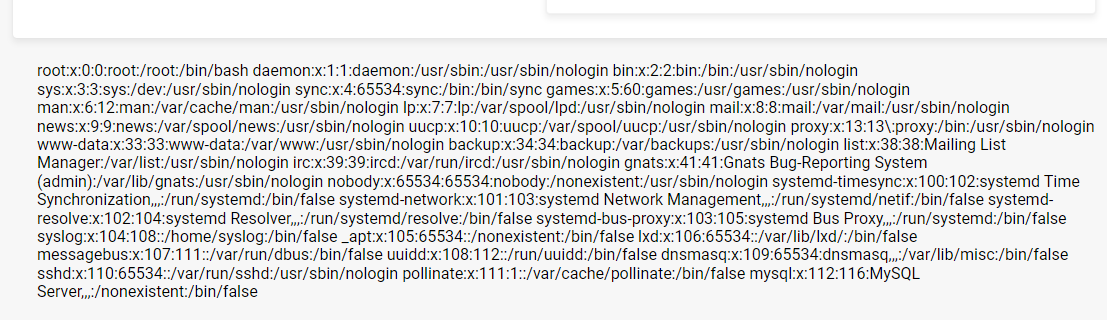 root:x:0:0:root:/root:/bin/bash daemon:x:1:1:daemon:/usr/sbin:/usr/sbin/nologin bin:x:2:2:bin:/bin:/usr/sbin/nologin
sys:x:3:3:sys:/dev:/usr/sbin/nologin sync:x:4:65534:sync:/bin:/bin/sync games:x:5:60:games:/usr/games:/usr/sbin/nologin
man:x:6:12:man:/var/cache/man:/usr/sbin/nologin lp:x:7:7:lp:/var/spool/lpd:/usr/sbin/nologin mail:x:8:8:mail:/var/mail:/usr/sbin/nologin
news:x:9:9:news:/var/spool/news:/usr/sbin/nologin uucp:x:10:10:uucp:/var/spool/uucp:/usr/sbin/nologin proxy:x:13:13\:proxy:/bin:/usr/sbin/nologin
www-data:x:33:33:www-data:/var/www:/usr/sbin/nologin backup:x:34:34:backup:/var/backups:/usr/sbin/nologin list:x:38:38:Mailing List
Manager:/var/list:/usr/sbin/nologin irc:x:39:39:ircd:/var/run/ircd:/usr/sbin/nologin gnats:x:41:41:Gnats Bug-Reporting System
(admin):/var/lib/gnats:/usr/sbin/nologin nobody:x:65534:65534:nobody:/nonexistent:/usr/sbin/nologin systemd-timesync:x:100:102:systemd Time
Synchronization,,,:/run/systemd:/bin/false systemd-network:x:101:103:systemd Network Management,,,:/run/systemd/netif:/bin/false systemd-
resolve:x:102:104:systemd Resolver,,,:/run/systemd/resolve:/bin/false systemd-bus-proxy:x:103:105:systemd Bus Proxy,,,:/run/systemd:/bin/false
syslog:x:104:108::/home/syslog:/bin/false _apt:x:105:65534::/nonexistent:/bin/false lxd:x:106:65534::/var/lib/lxd/:/bin/false
messagebus:x:107:111::/var/run/dbus:/bin/false uuidd:x:108:112::/run/uuidd:/bin/false dnsmasq:x:109:65534:dnsmasq,,,:/var/lib/misc:/bin/false
sshd:x:110:65534::/var/run/sshd:/usr/sbin/nologin pollinate:x:111:1::/var/cache/pollinate:/bin/false mysql:x:112:116:MySQL
Server,,,:/nonexistent:/bin/false